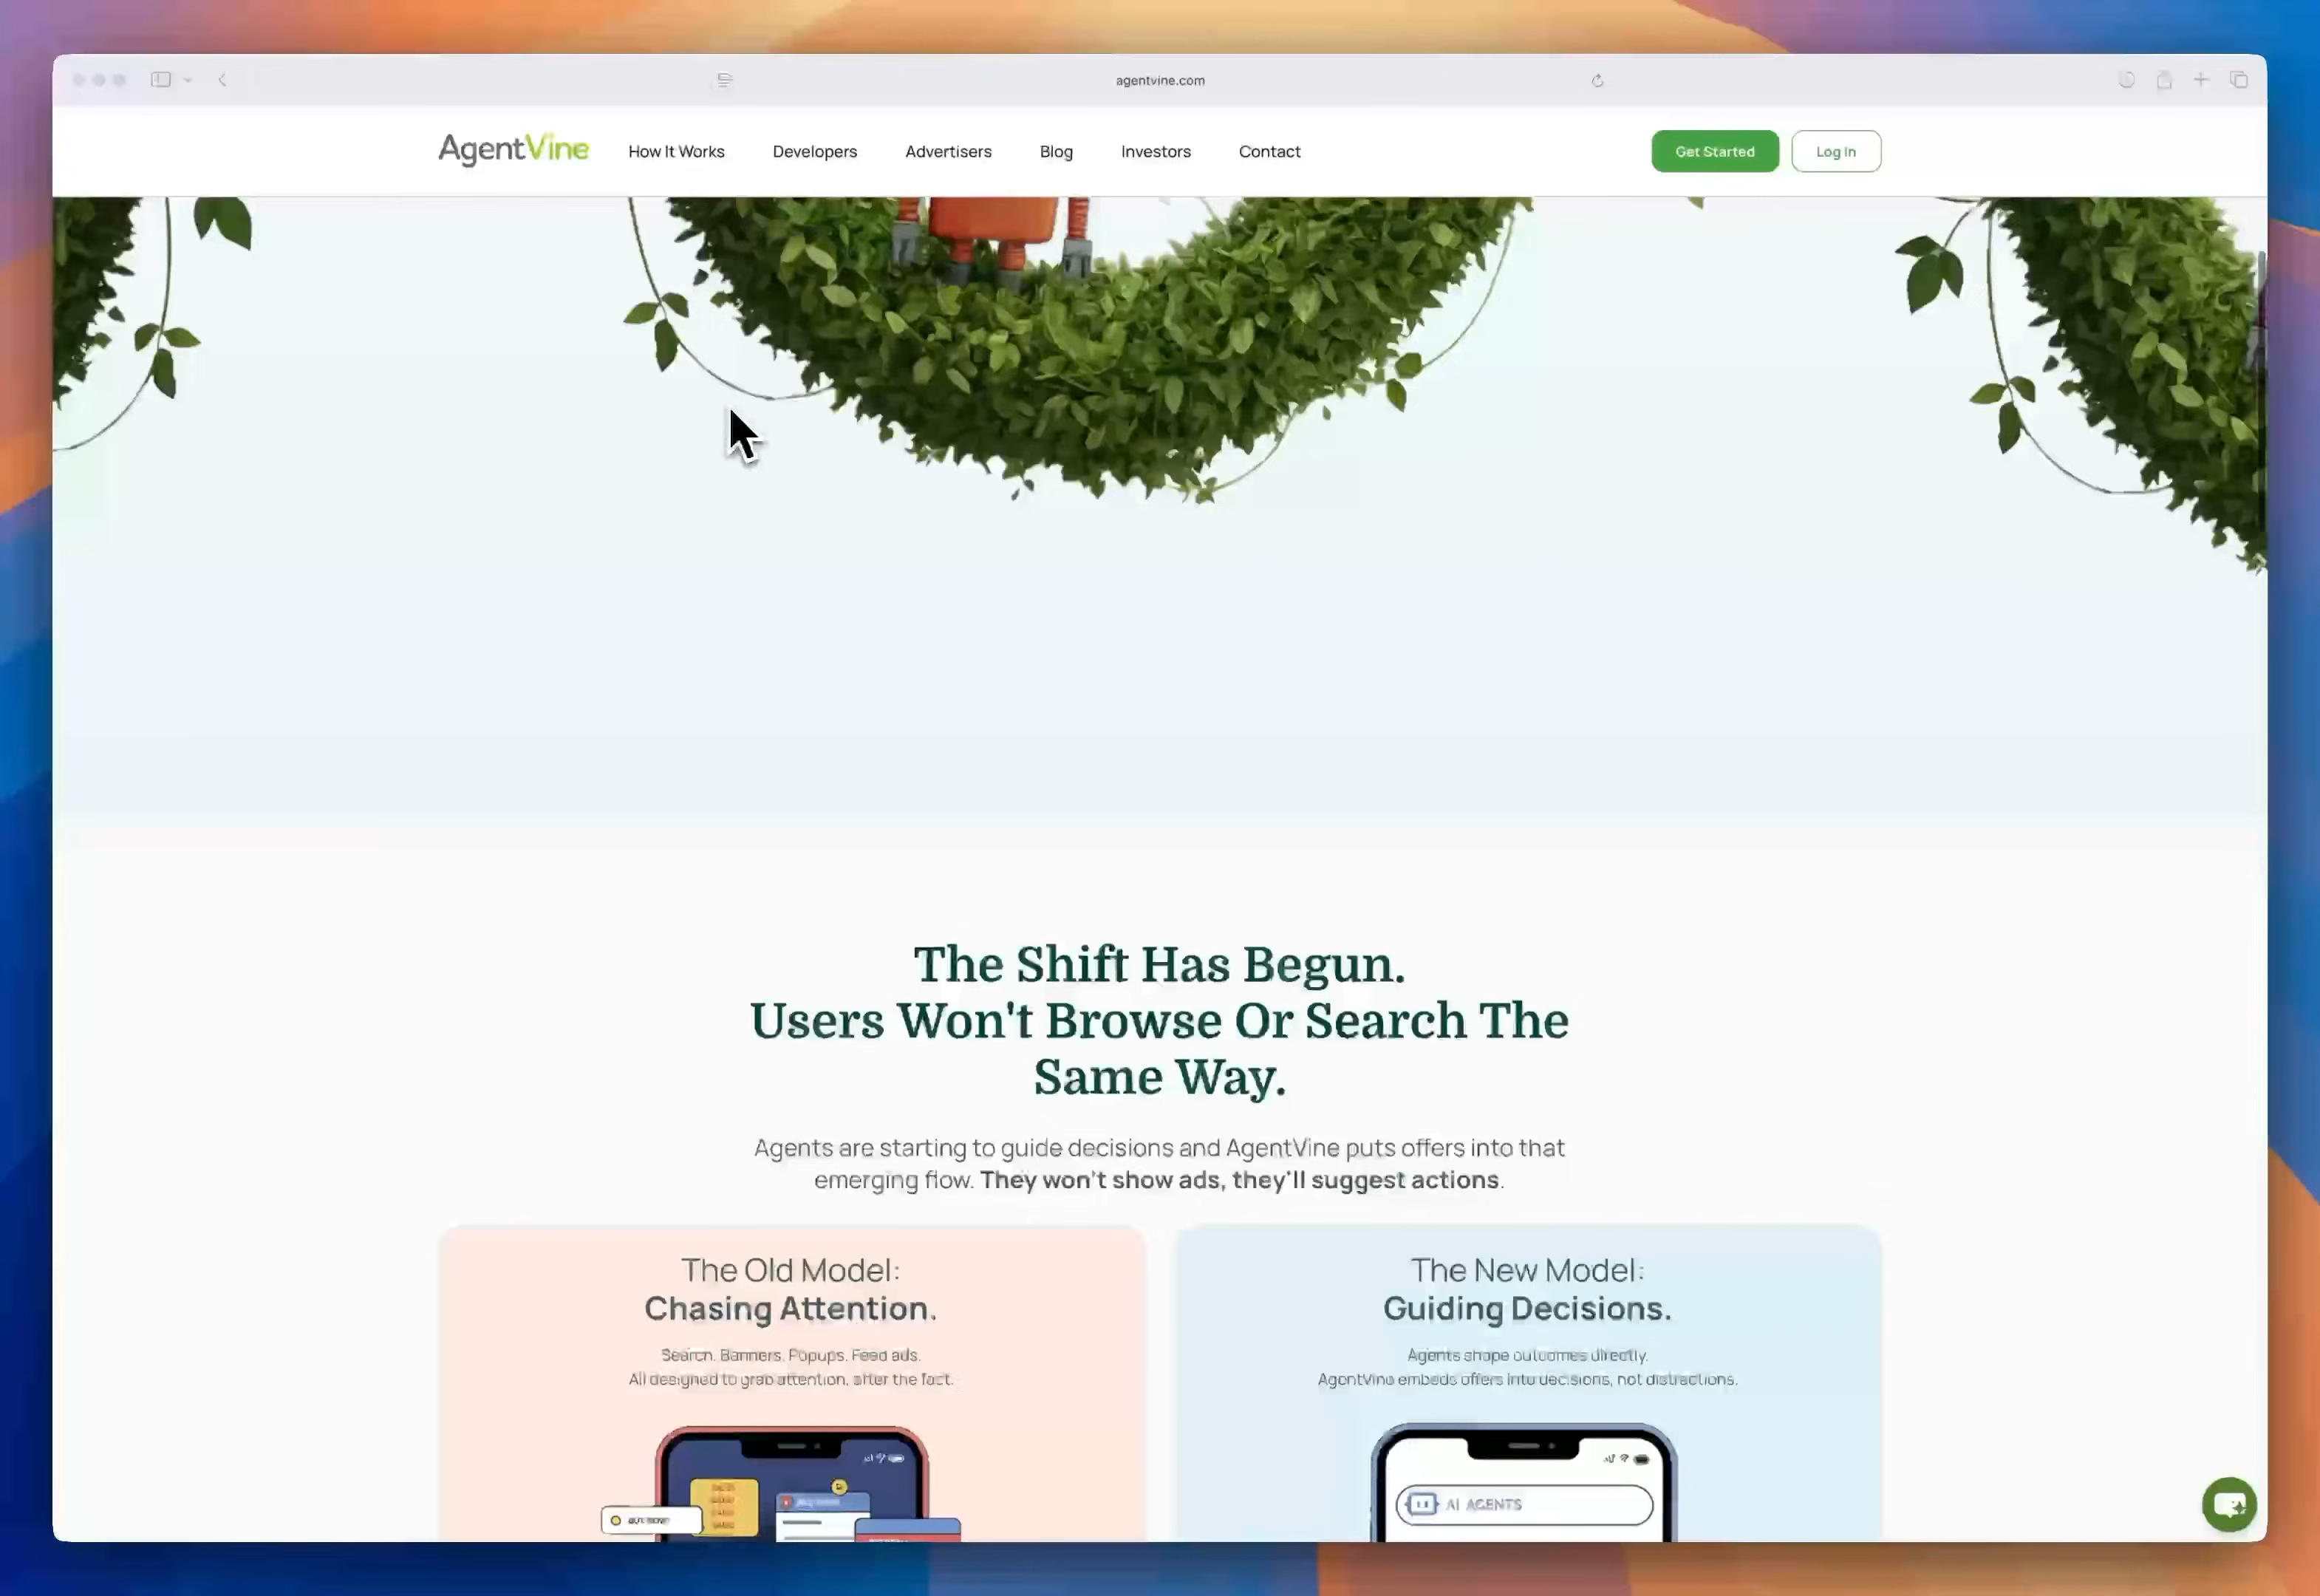 agentvine.com
AgentVine How It Works Developers Advertisers Blog Investors Contact Get Started Log In
The Shift Has Begun.
Users Won't Browse Or Search The
Same Way.
Agents are starting to guide decisions and AgentVine puts offers into that
emerging flow. They won't show ads, they'll suggest actions.
The Old Model:
Chasing Attention.
Search. Banners. Popups. Feed ads.
All designed to grab attention, after the fact.
The New Model:
Guiding Decisions.
Agents shape outcomes directly.
AgentVine embeds offers into decisions, not distractions.
AI AGENTS